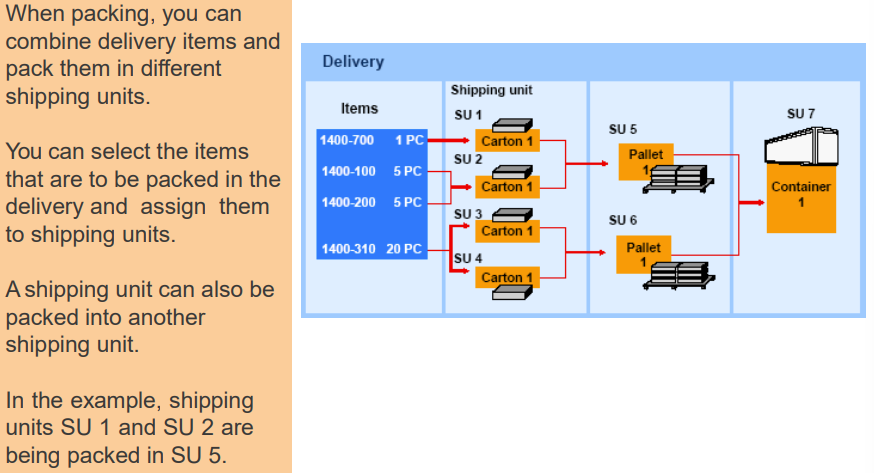 When packing, you can
combine delivery items and
pack them in different
shipping units.
You can select the items
that are to be packed in the
delivery and assign them
to shipping units.
A shipping unit can also be
packed into another
shipping unit.
In the example, shipping
units SU 1 and SU 2 are
being packed in SU 5.
Delivery
Items
1400-700 1 PC
1400-100 5 PC
1400-200 5 PC
1400-310 20 PC
Shipping unit
SU 1
Carton 1
SU 2
Carton 1
SU 3
Carton 1
SU 4
Carton 1
SU 5
Pallet
1
SU 6
Pallet
1
SU 7
Container
1